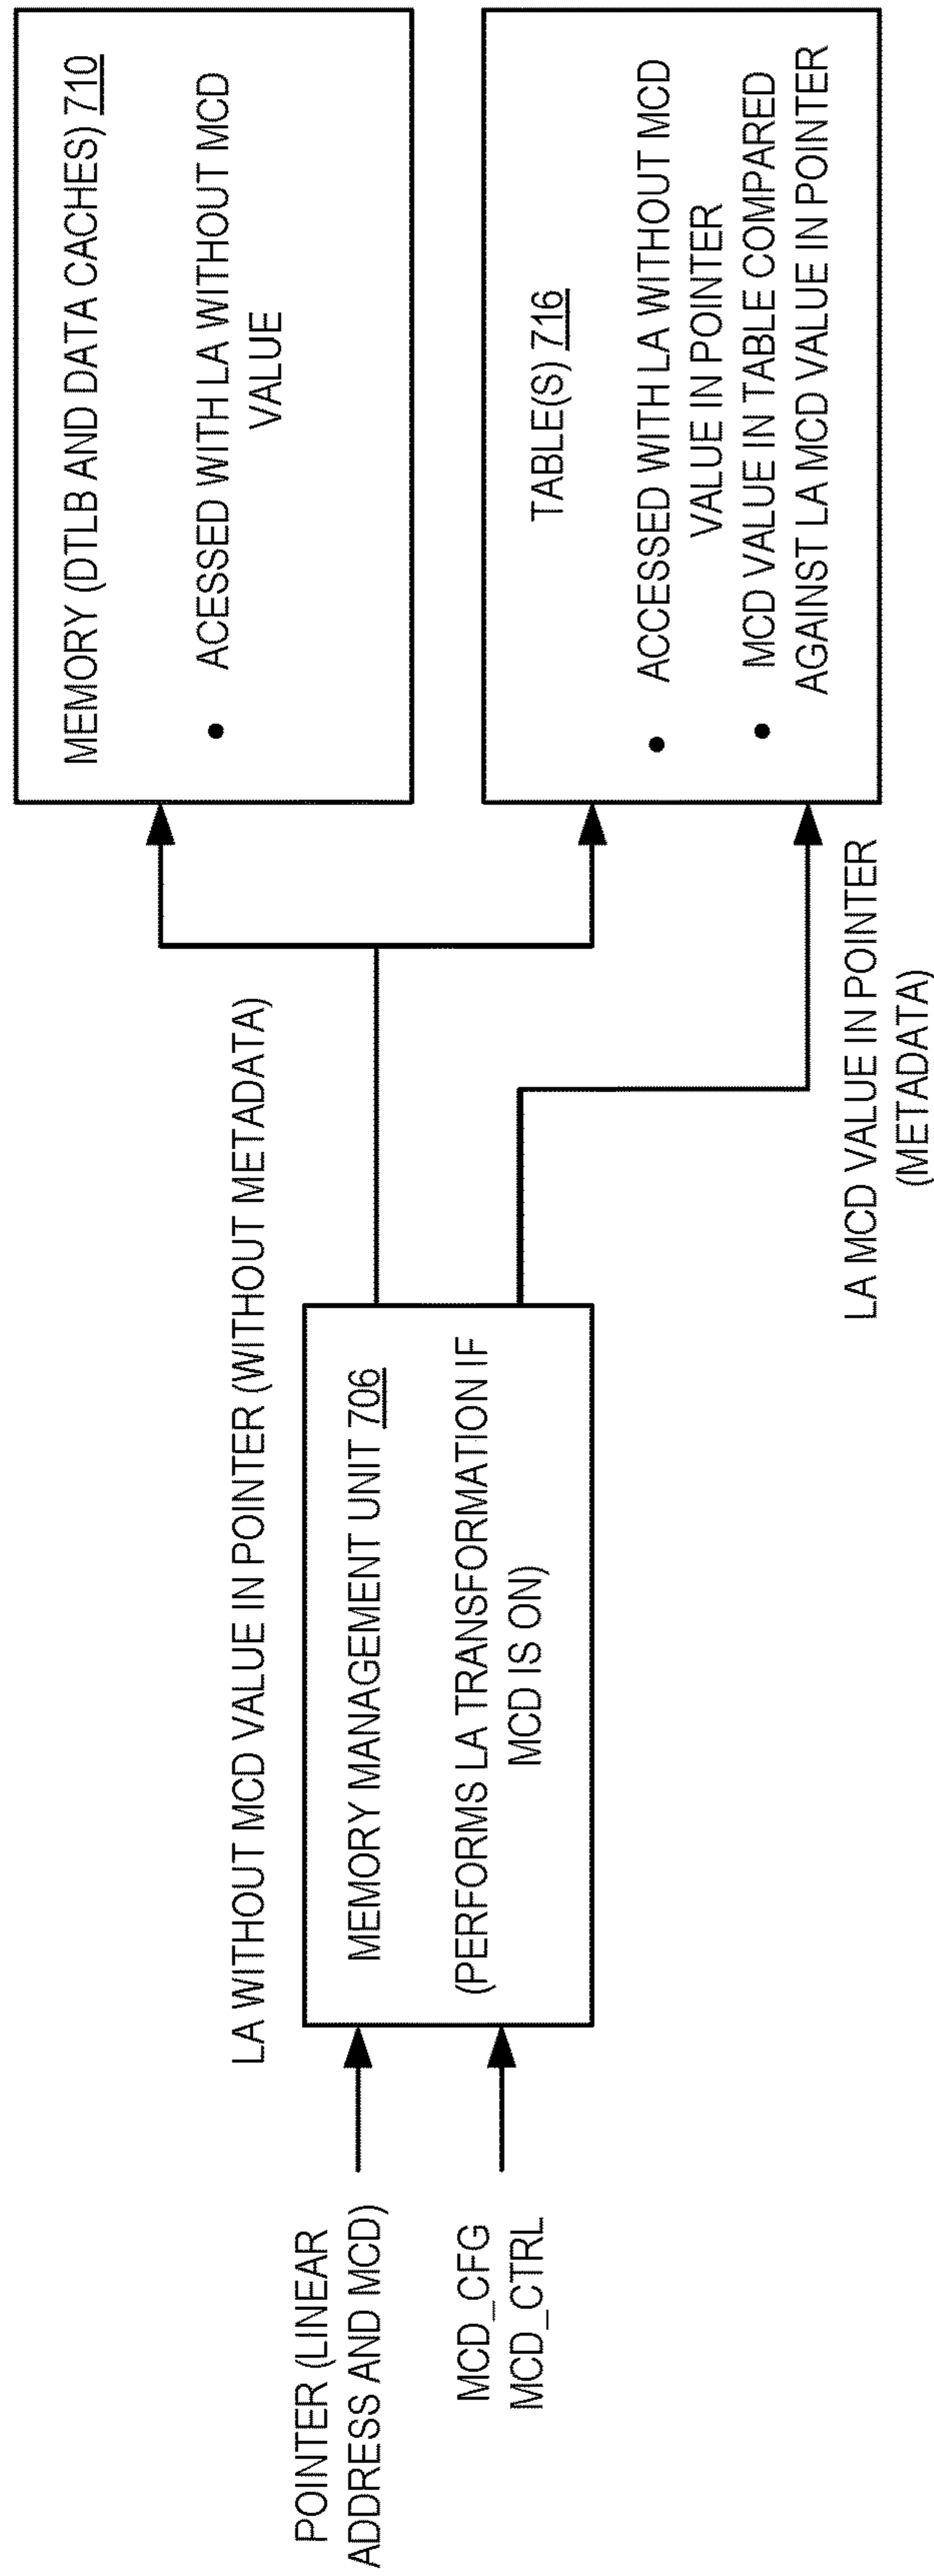 POINTER (LINEAR
ADDRESS AND MCD)
MCD_CFG
MCD_CTRL
LA WITHOUT MCD VALUE IN POINTER (WITHOUT METADATA)
MEMORY MANAGEMENT UNIT 706
(PERFORMS LA TRANSFORMATION IF
MCD IS ON)
LA MCD VALUE IN POINTER
(METADATA)
MEMORY (DTLB AND DATA CACHES) 710
• ACESSED WITH LA WITHOUT MCD
VALUE
TABLE(S) 716
• ACCESSED WITH LA WITHOUT MCD
VALUE IN POINTER
• MCD VALUE IN TABLE COMPARED
AGAINST LA MCD VALUE IN POINTER